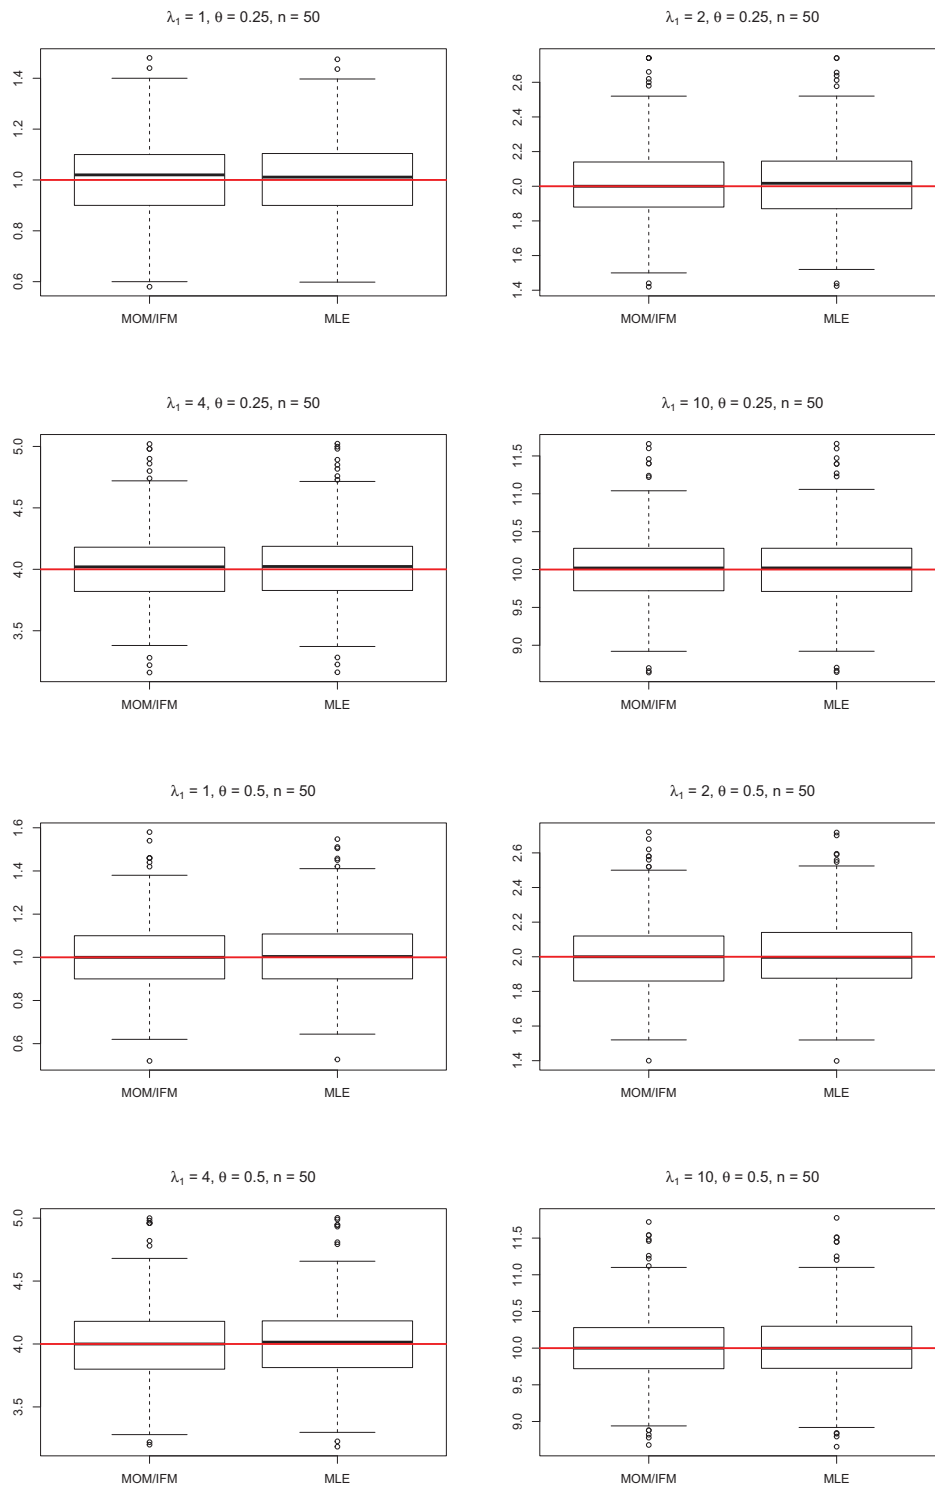 λ1 = 1, θ = 0.25, n = 50
0.6 0.8 1.0 1.2 1.4
MOM/IFM MLE
λ1 = 2, θ = 0.25, n = 50
1.4 1.6 1.8 2.0 2.2 2.4 2.6
MOM/IFM MLE
λ1 = 4, θ = 0.25, n = 50
3.5 4.0 4.5 5.0
MOM/IFM MLE
λ1 = 10, θ = 0.25, n = 50
9.0 9.5 10.0 10.5 11.0 11.5
MOM/IFM MLE
λ1 = 1, θ = 0.5, n = 50
0.6 0.8 1.0 1.2 1.4 1.6
MOM/IFM MLE
λ1 = 2, θ = 0.5, n = 50
1.4 1.6 1.8 2.0 2.2 2.4 2.6
MOM/IFM MLE
λ1 = 4, θ = 0.5, n = 50
3.5 4.0 4.5 5.0
MOM/IFM MLE
λ1 = 10, θ = 0.5, n = 50
9.0 9.5 10.0 10.5 11.0 11.5
MOM/IFM MLE